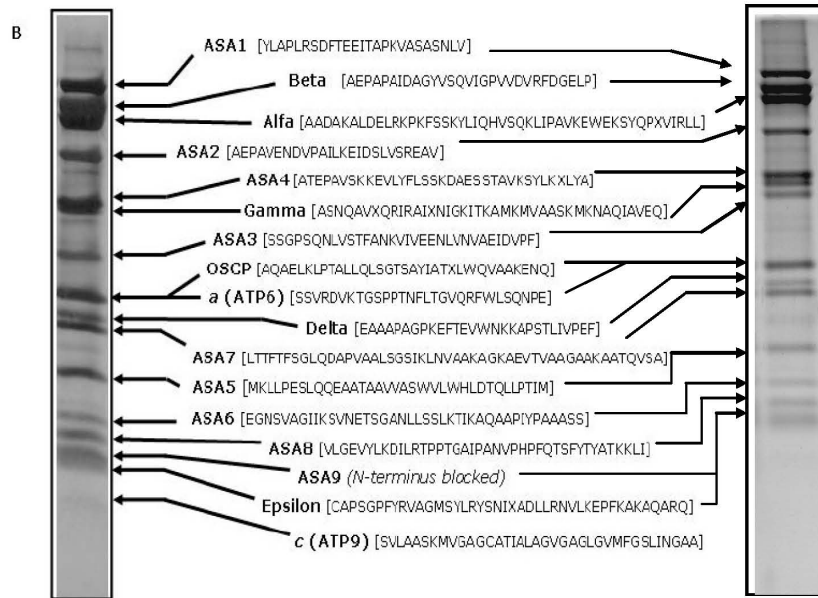 B
ASA1 [YLAPLRSDFTEEITAPKVASASNLV]
Beta [AEPAPAIDAGYVSQVIGPVVDVRFDGELP]
Alfa [AADAKALDELRKPKFSSKYLIQHVSQKLIPAVKEWEKSYQPXVIRLL]
ASA2 [AEPAVENDVPAILKEIDSLVSREAV]
ASA4 [ATEPAVSKKEVLYFLSSKDAESSTAVKSYLKXLYA]
Gamma [ASNQAVXQRIRAIXNIGKITKAMKMVAASKMKNAQIAVEQ]
ASA3 [SSGPSQNLVSTFANKVIVEENLVNVAEIDVPF]
OSCP [AQAELKLPTALLQLSGTSAYIATXLWQVAAKENQ]
a (ATP6) [SSVRDVKTGSPPTNFLTGVQRFWLSQNPE]
Delta [EAAAPAGPKEFTEVWNKKAPSTLIVPEF]
ASA7 [LTTFTFSGLQDAPVAALSGSIKLNVAAKAGKAEVTVAAGAAKAATQVSA]
ASA5 [MKLLPESLQQEAATAAVVASWVLWHLDTQLLPTIM]
ASA6 [EGNSVAGIIKSVNETSGANLLSSLKTIKAQAAPIYPAAASS]
ASA8 [VLGEVYLKDILRTPPTGAIPANVPHPFQTSFYTYATKKLI]
ASA9 (N-terminus blocked)
Epsilon [CAPSGPFYRVAGMSYLRYSNIXADLLRNVLKEPFKAKAQARQ]
c (ATP9) [SVLAASKMVGAGCATIALAGVGAGLGVMFGSLINGAA]